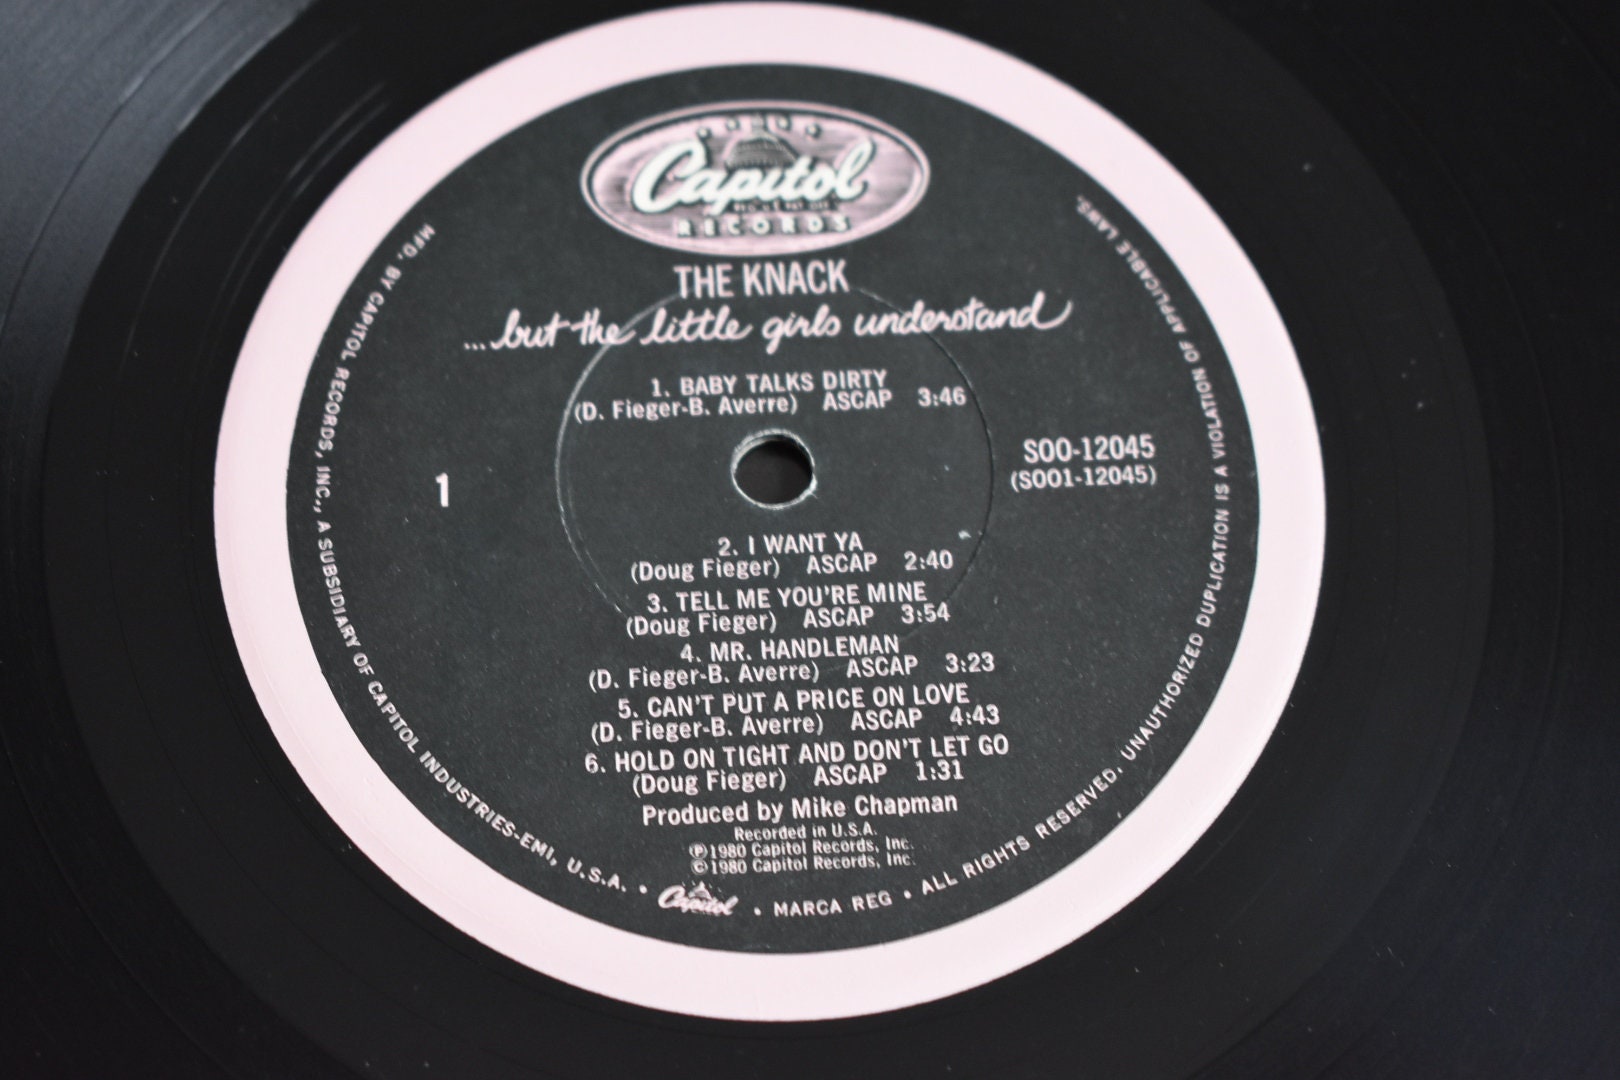 Capitol
RECORDS
THE KNACK
...but the little girls understand
1. BABY TALKS DIRTY
(D. Fieger-B. Averre) ASCAP 3:46
1
SOO-12045
(SOO1-12045)
2. I WANT YA
(Doug Fieger) ASCAP 2:40
3. TELL ME YOU'RE MINE
(Doug Fieger) ASCAP 3:54
4. MR. HANDLEMAN
(D. Fieger-B. Averre) ASCAP 3:23
5. CAN'T PUT A PRICE ON LOVE
(D. Fieger-B. Averre) ASCAP 4:43
6. HOLD ON TIGHT AND DON'T LET GO
(Doug Fieger) ASCAP 1:31
Produced by Mike Chapman
Recorded in U.S.A.
℗1980 Capitol Records, Inc.
©1980 Capitol Records, Inc.
MFD. BY CAPITOL RECORDS, INC., A SUBSIDIARY OF CAPITOL INDUSTRIES-EMI, U.S.A. • Capitol • MARCA REG • ALL RIGHTS RESERVED. UNAUTHORIZED DUPLICATION IS A VIOLATION OF APPLICABLE LAWS.